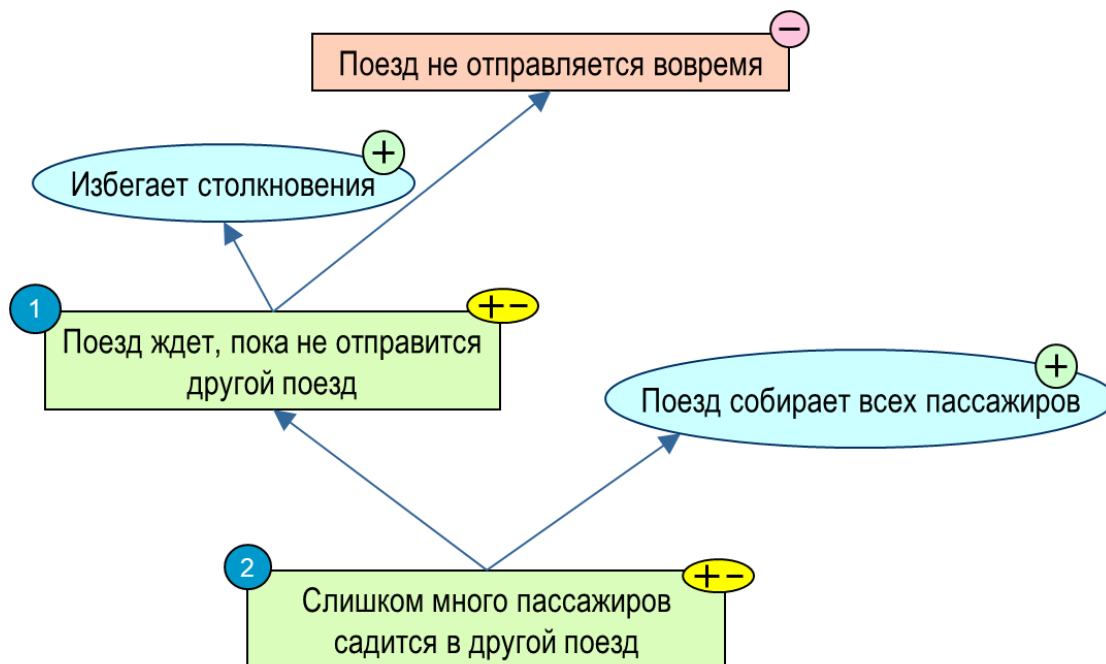 −
Поезд не отправляется вовремя
+
Избегает столкновения
1
+−
Поезд ждет, пока не отправится
другой поезд
+
Поезд собирает всех пассажиров
2
+−
Слишком много пассажиров
садится в другой поезд